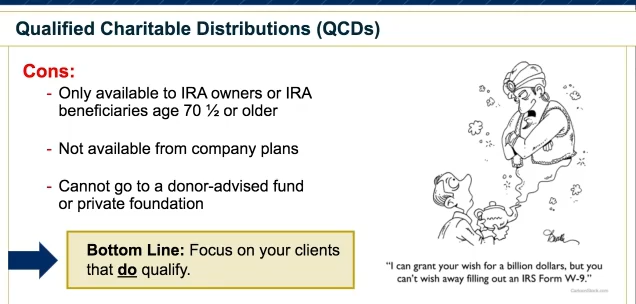 Qualified Charitable Distributions (QCDs)
Cons:
- Only available to IRA owners or IRA
beneficiaries age 70 ½ or older
- Not available from company plans
- Cannot go to a donor-advised fund
or private foundation
Bottom Line: Focus on your clients
that do qualify.
"I can grant your wish for a billion dollars, but you
can't wish away filling out an IRS Form W-9."